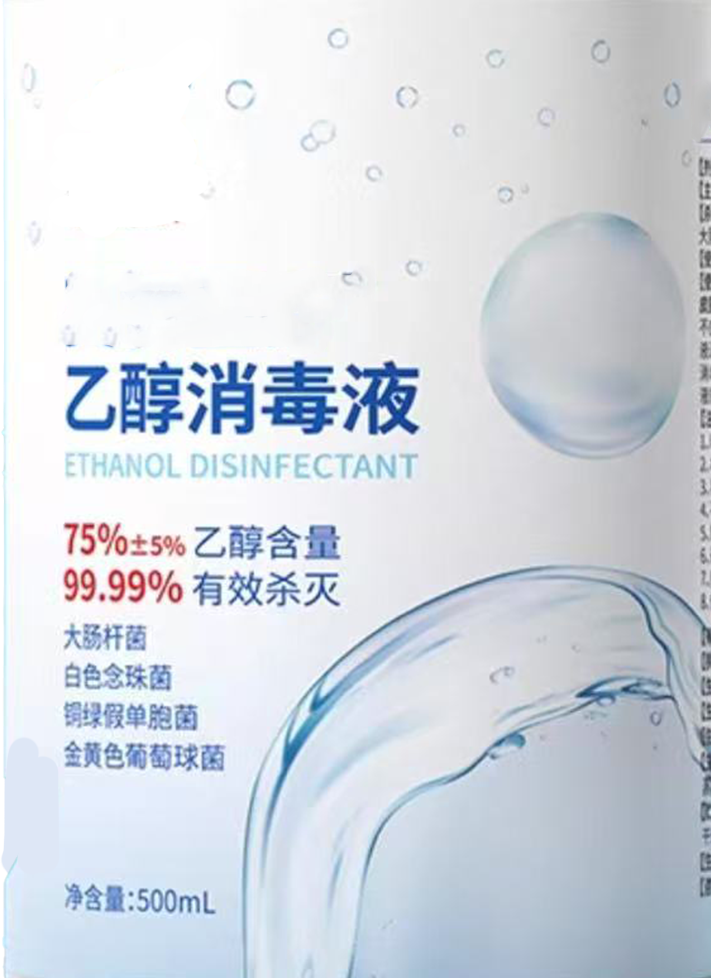 乙醇消毒液
ETHANOL DISINFECTANT
75%±5% 乙醇含量
99.99% 有效杀灭
大肠杆菌
白色念珠菌
铜绿假单胞菌
金黄色葡萄球菌
净含量:500mL